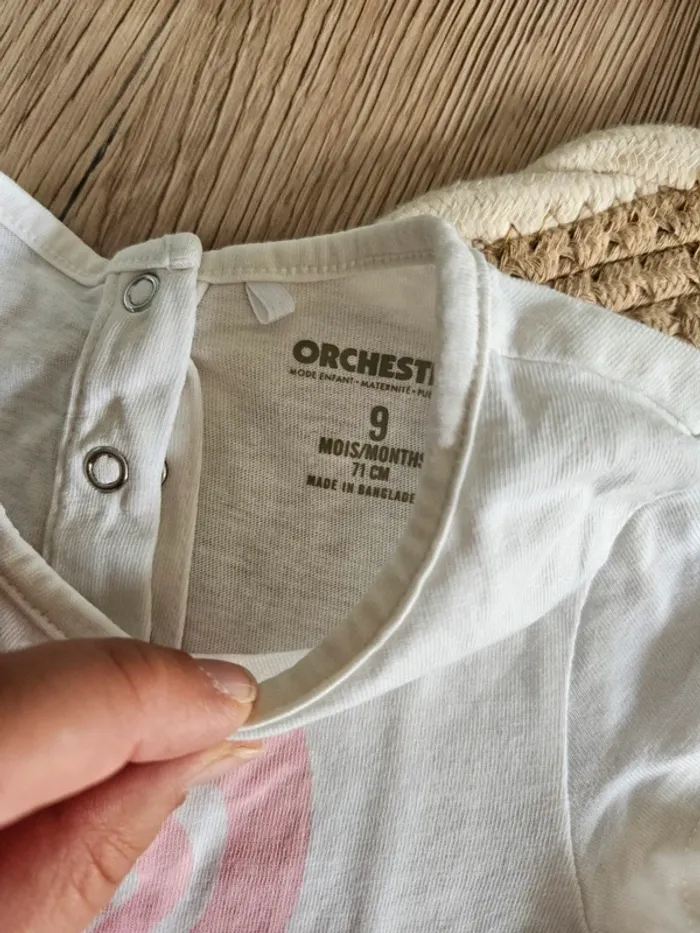 ORCHEST
MODE ENFANT • MATERNITÉ •
9
MOIS/MONTHS
71 CM
MADE IN BANGLADE